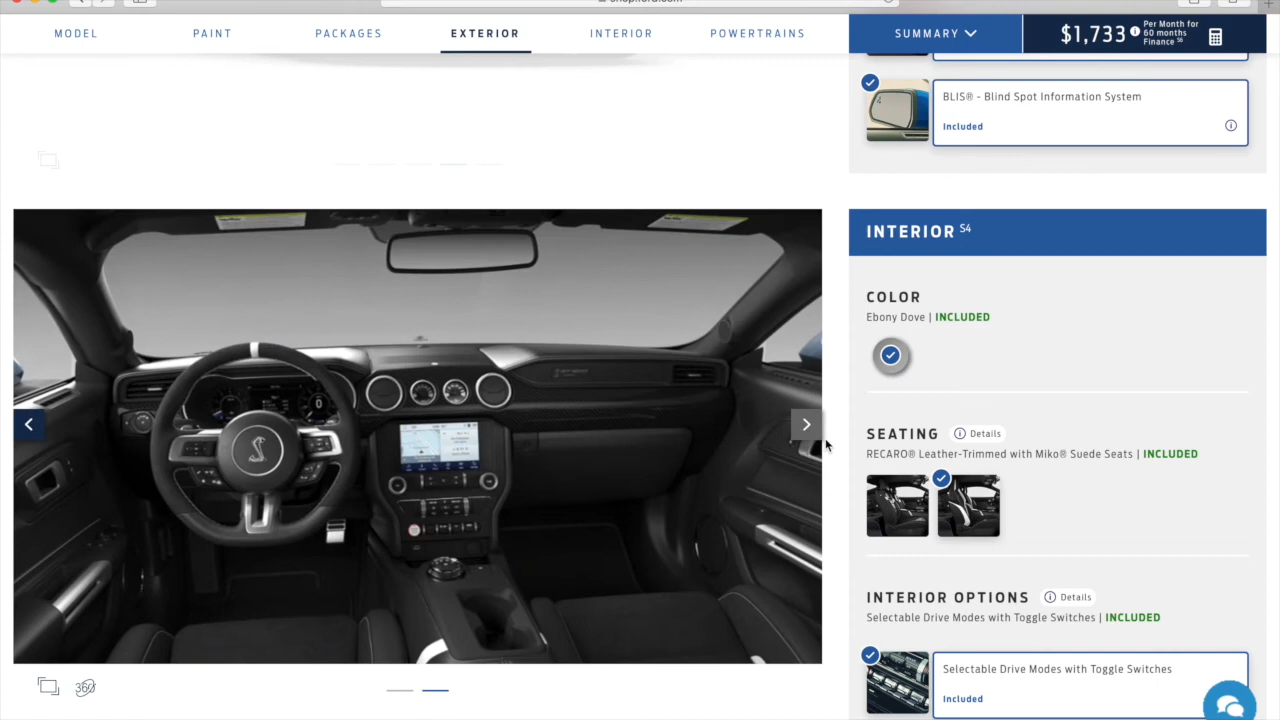 MODEL
PAINT
PACKAGES
EXTERIOR
INTERIOR
POWERTRAINS
SUMMARY
$1,733
Per Month for
60 months
Finance S6
BLIS® - Blind Spot Information System
Included
INTERIOR S4
COLOR
Ebony Dove | INCLUDED
SEATING
Details
RECARO® Leather-Trimmed with Miko® Suede Seats | INCLUDED
INTERIOR OPTIONS
Details
Selectable Drive Modes with Toggle Switches | INCLUDED
Selectable Drive Modes with Toggle Switches
Included
360